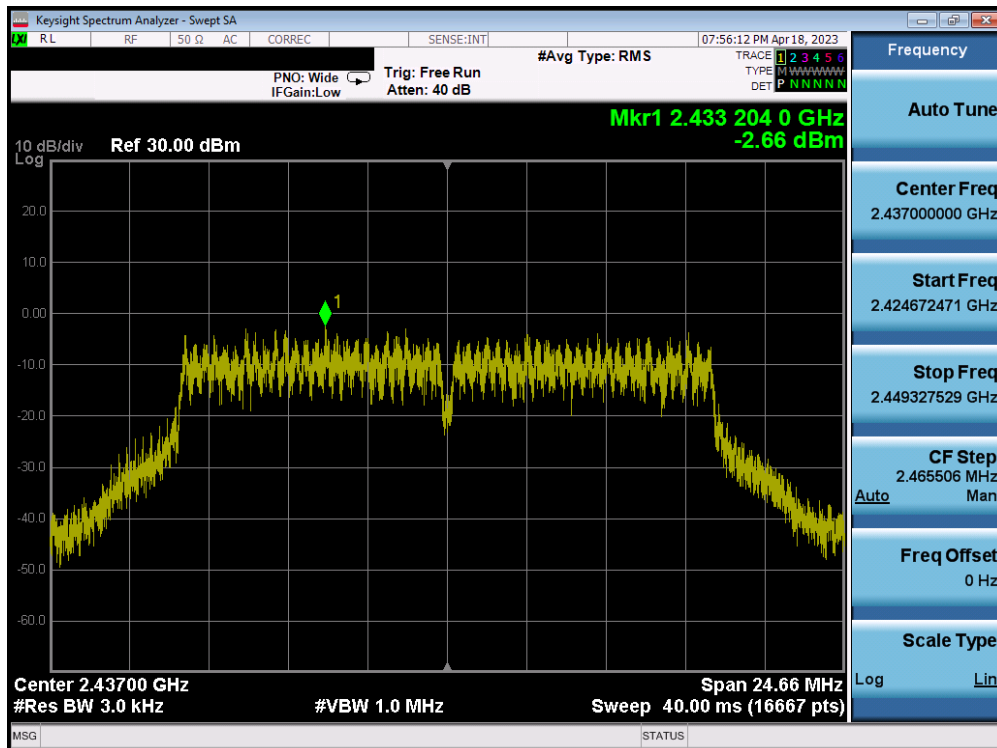 Keysight Spectrum Analyzer - Swept SA
LXI RL RF 50 Ω AC CORREC SENSE:INT 07:56:12 PM Apr 18, 2023
Frequency
#Avg Type: RMS
TRACE 1 2 3 4 5 6
PNO: Wide Trig: Free Run
TYPE M WWWWW
IFGain:Low Atten: 40 dB
DET P N N N N N
Mkr1 2.433 204 0 GHz
-2.66 dBm
10 dB/div Ref 30.00 dBm
Log
20.0
10.0
0.00
-10.0
-20.0
-30.0
-40.0
-50.0
-60.0
1
Center 2.43700 GHz Span 24.66 MHz
#Res BW 3.0 kHz #VBW 1.0 MHz Sweep 40.00 ms (16667 pts)
MSG STATUS
Auto Tune
Center Freq
2.437000000 GHz
Start Freq
2.424672471 GHz
Stop Freq
2.449327529 GHz
CF Step
2.465506 MHz
Auto Man
Freq Offset
0 Hz
Scale Type
Log Lin